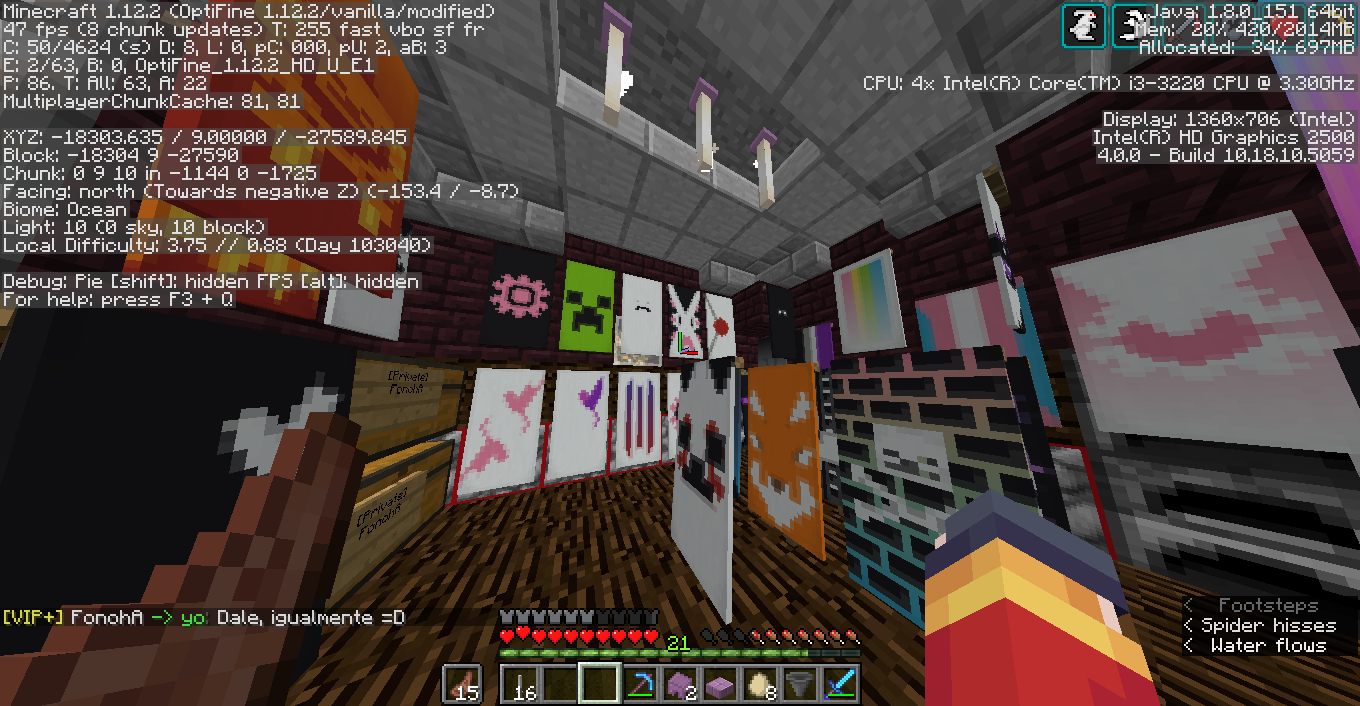 Minecraft 1.12.2 (OptiFine 1.12.2/vanilla/modified)
47 fps (8 chunk updates) T: 255 fast vbo sf fr
C: 50/4624 (s) D: 8, L: 0, pC: 000, pU: 2, aB: 3
E: 2/63, B: 0, OptiFine_1.12.2_HD_U_E1
P: 86. T: All: 63, A: 22
MultiplayerChunkCache: 81, 81
XYZ: -18303.635 / 9.00000 / -27589.845
Block: -18304 9 -27590
Chunk: 0 9 10 in -1144 0 -1725
Facing: north (Towards negative Z) (-153.4 / -8.7)
Biome: Ocean
Light: 10 (0 sky, 10 block)
Local Difficulty: 3.75 // 0.88 (Day 103040)
Debug: Pie [shift]: hidden FPS [alt]: hidden
For help: press F3 + Q
Java: 1.8.0_151 64bit
Mem: 20% 420/2014MB
Allocated: 34% 697MB
CPU: 4x Intel(R) Core(TM) i3-3220 CPU @ 3.30GHz
Display: 1360x706 (Intel)
Intel(R) HD Graphics 2500
4.0.0 - Build 10.18.10.5059
[Private]
FonohA
[Private]
FonohA
[VIP+] FonohA -> yo: Dale, igualmente =D
21
15
16
2
8
< Footsteps
< Spider hisses
< Water flows